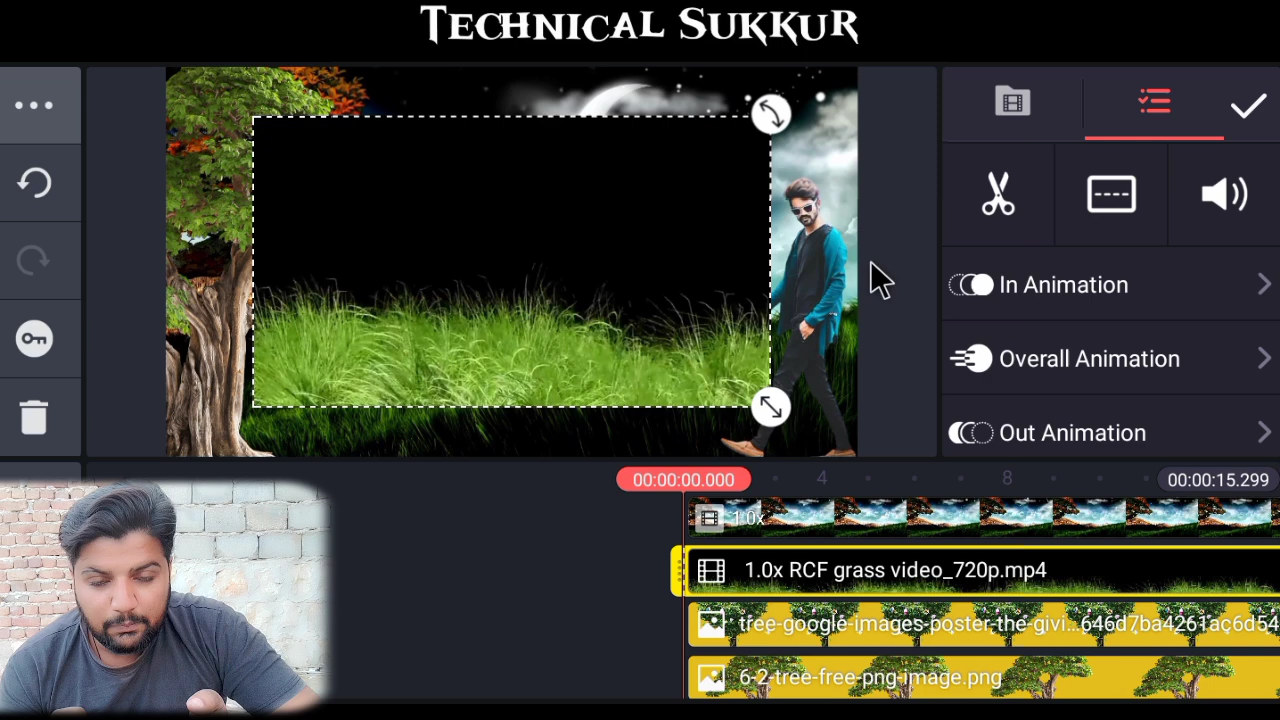 Technical Sukkur
In Animation
Overall Animation
Out Animation
00:00:00.000
4
8
00:00:15.299
1.0x
1.0x RCF grass video_720p.mp4
tree-google-images-poster-the-givi...646d7ba4261ac6d54
6-2-tree-free-png-image.png